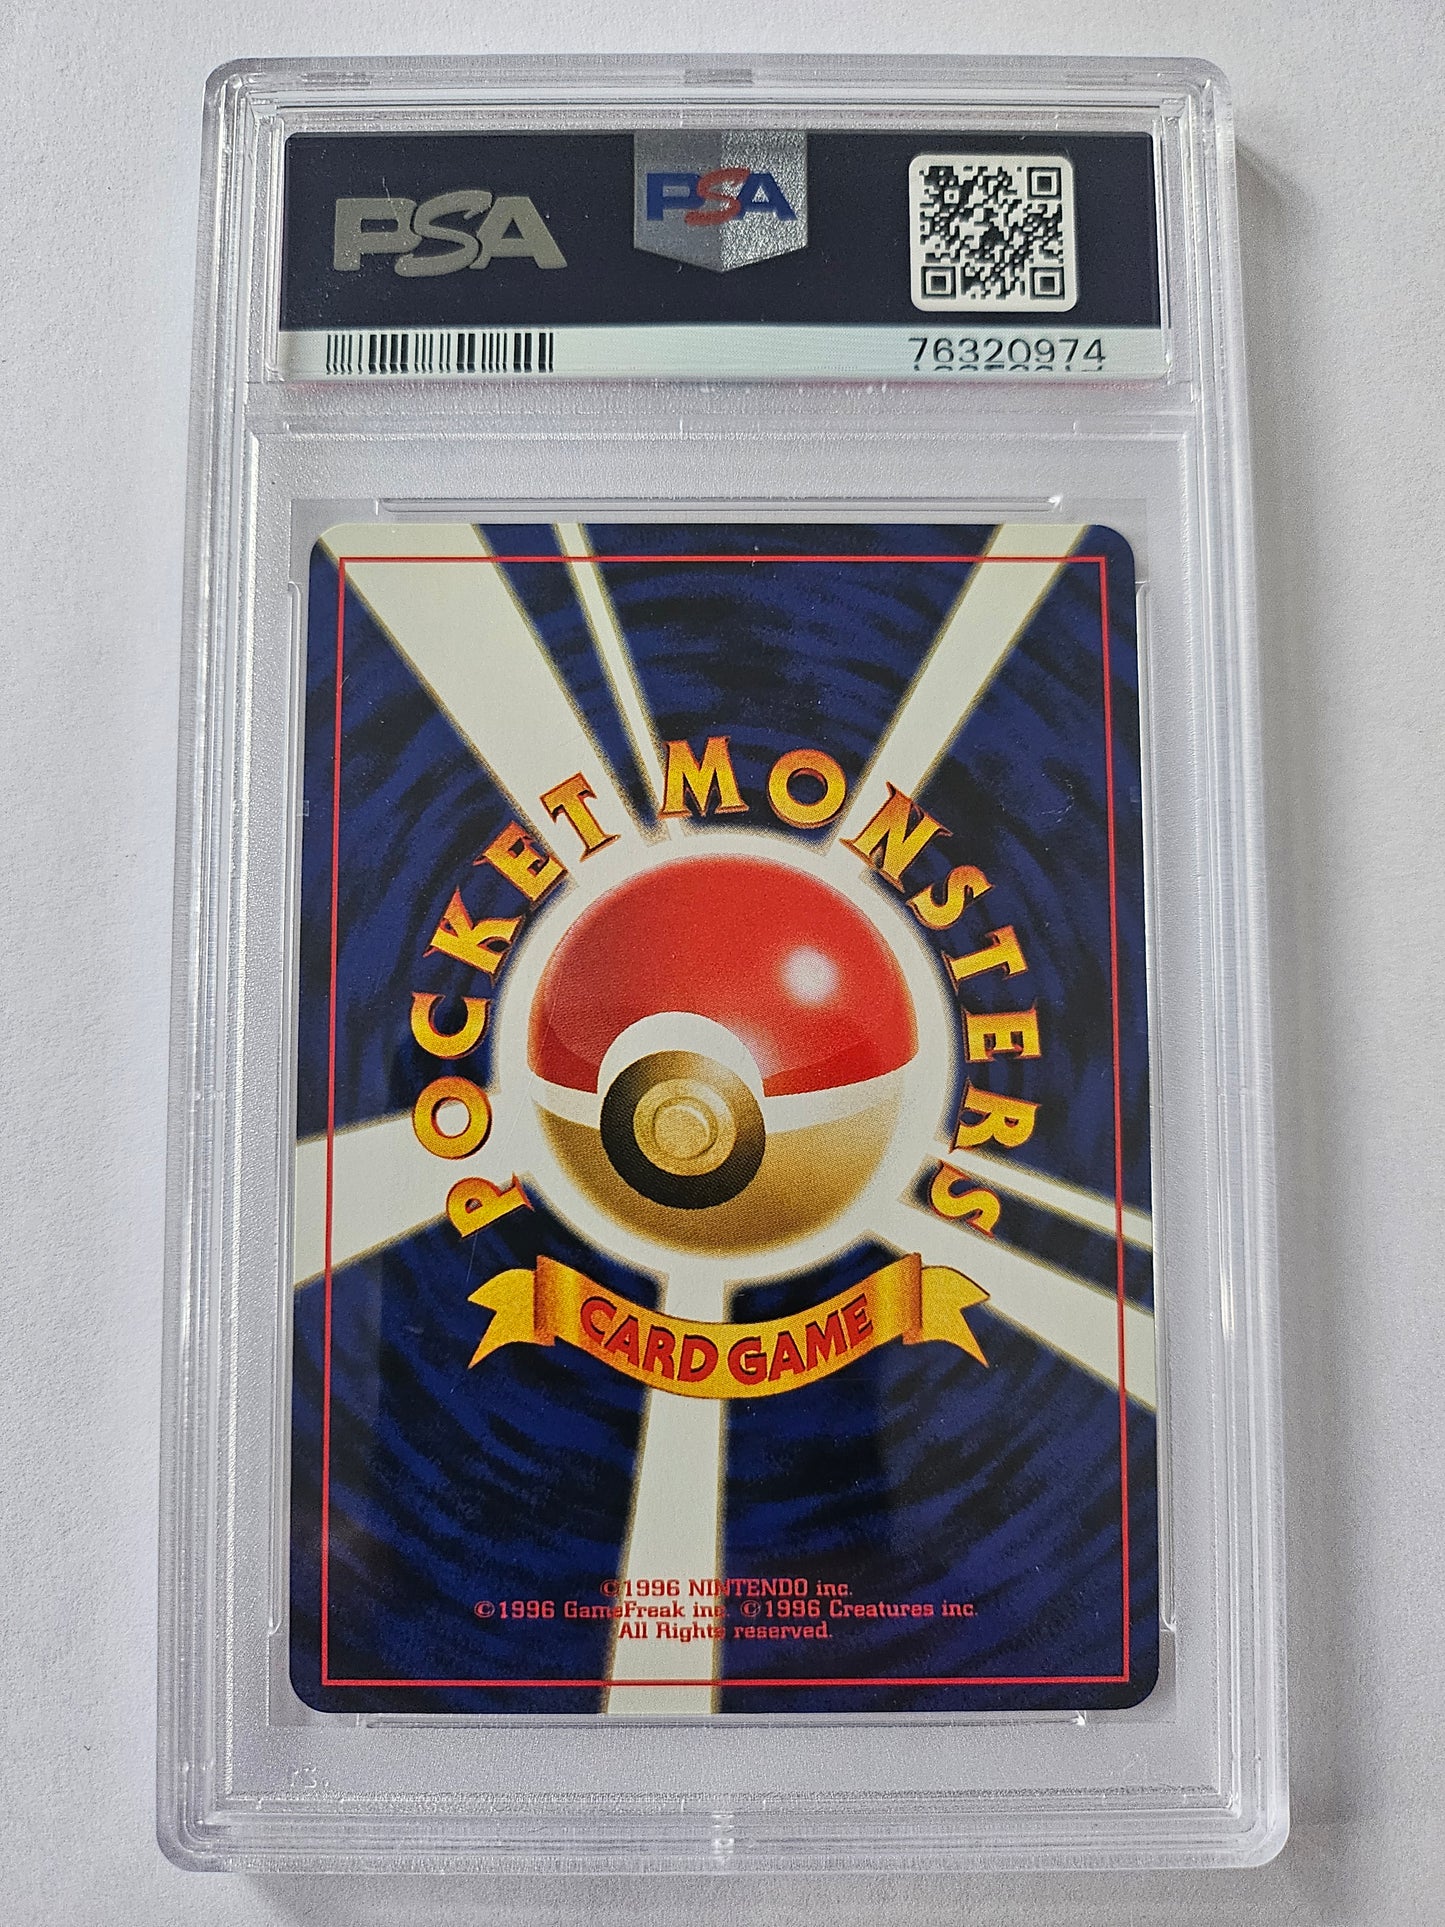 PSA
PSA
76320974
POCKET MONSTERS
CARD GAME
©1996 NINTENDO inc.
©1996 GameFreak inc. ©1996 Creatures inc.
All Rights reserved.